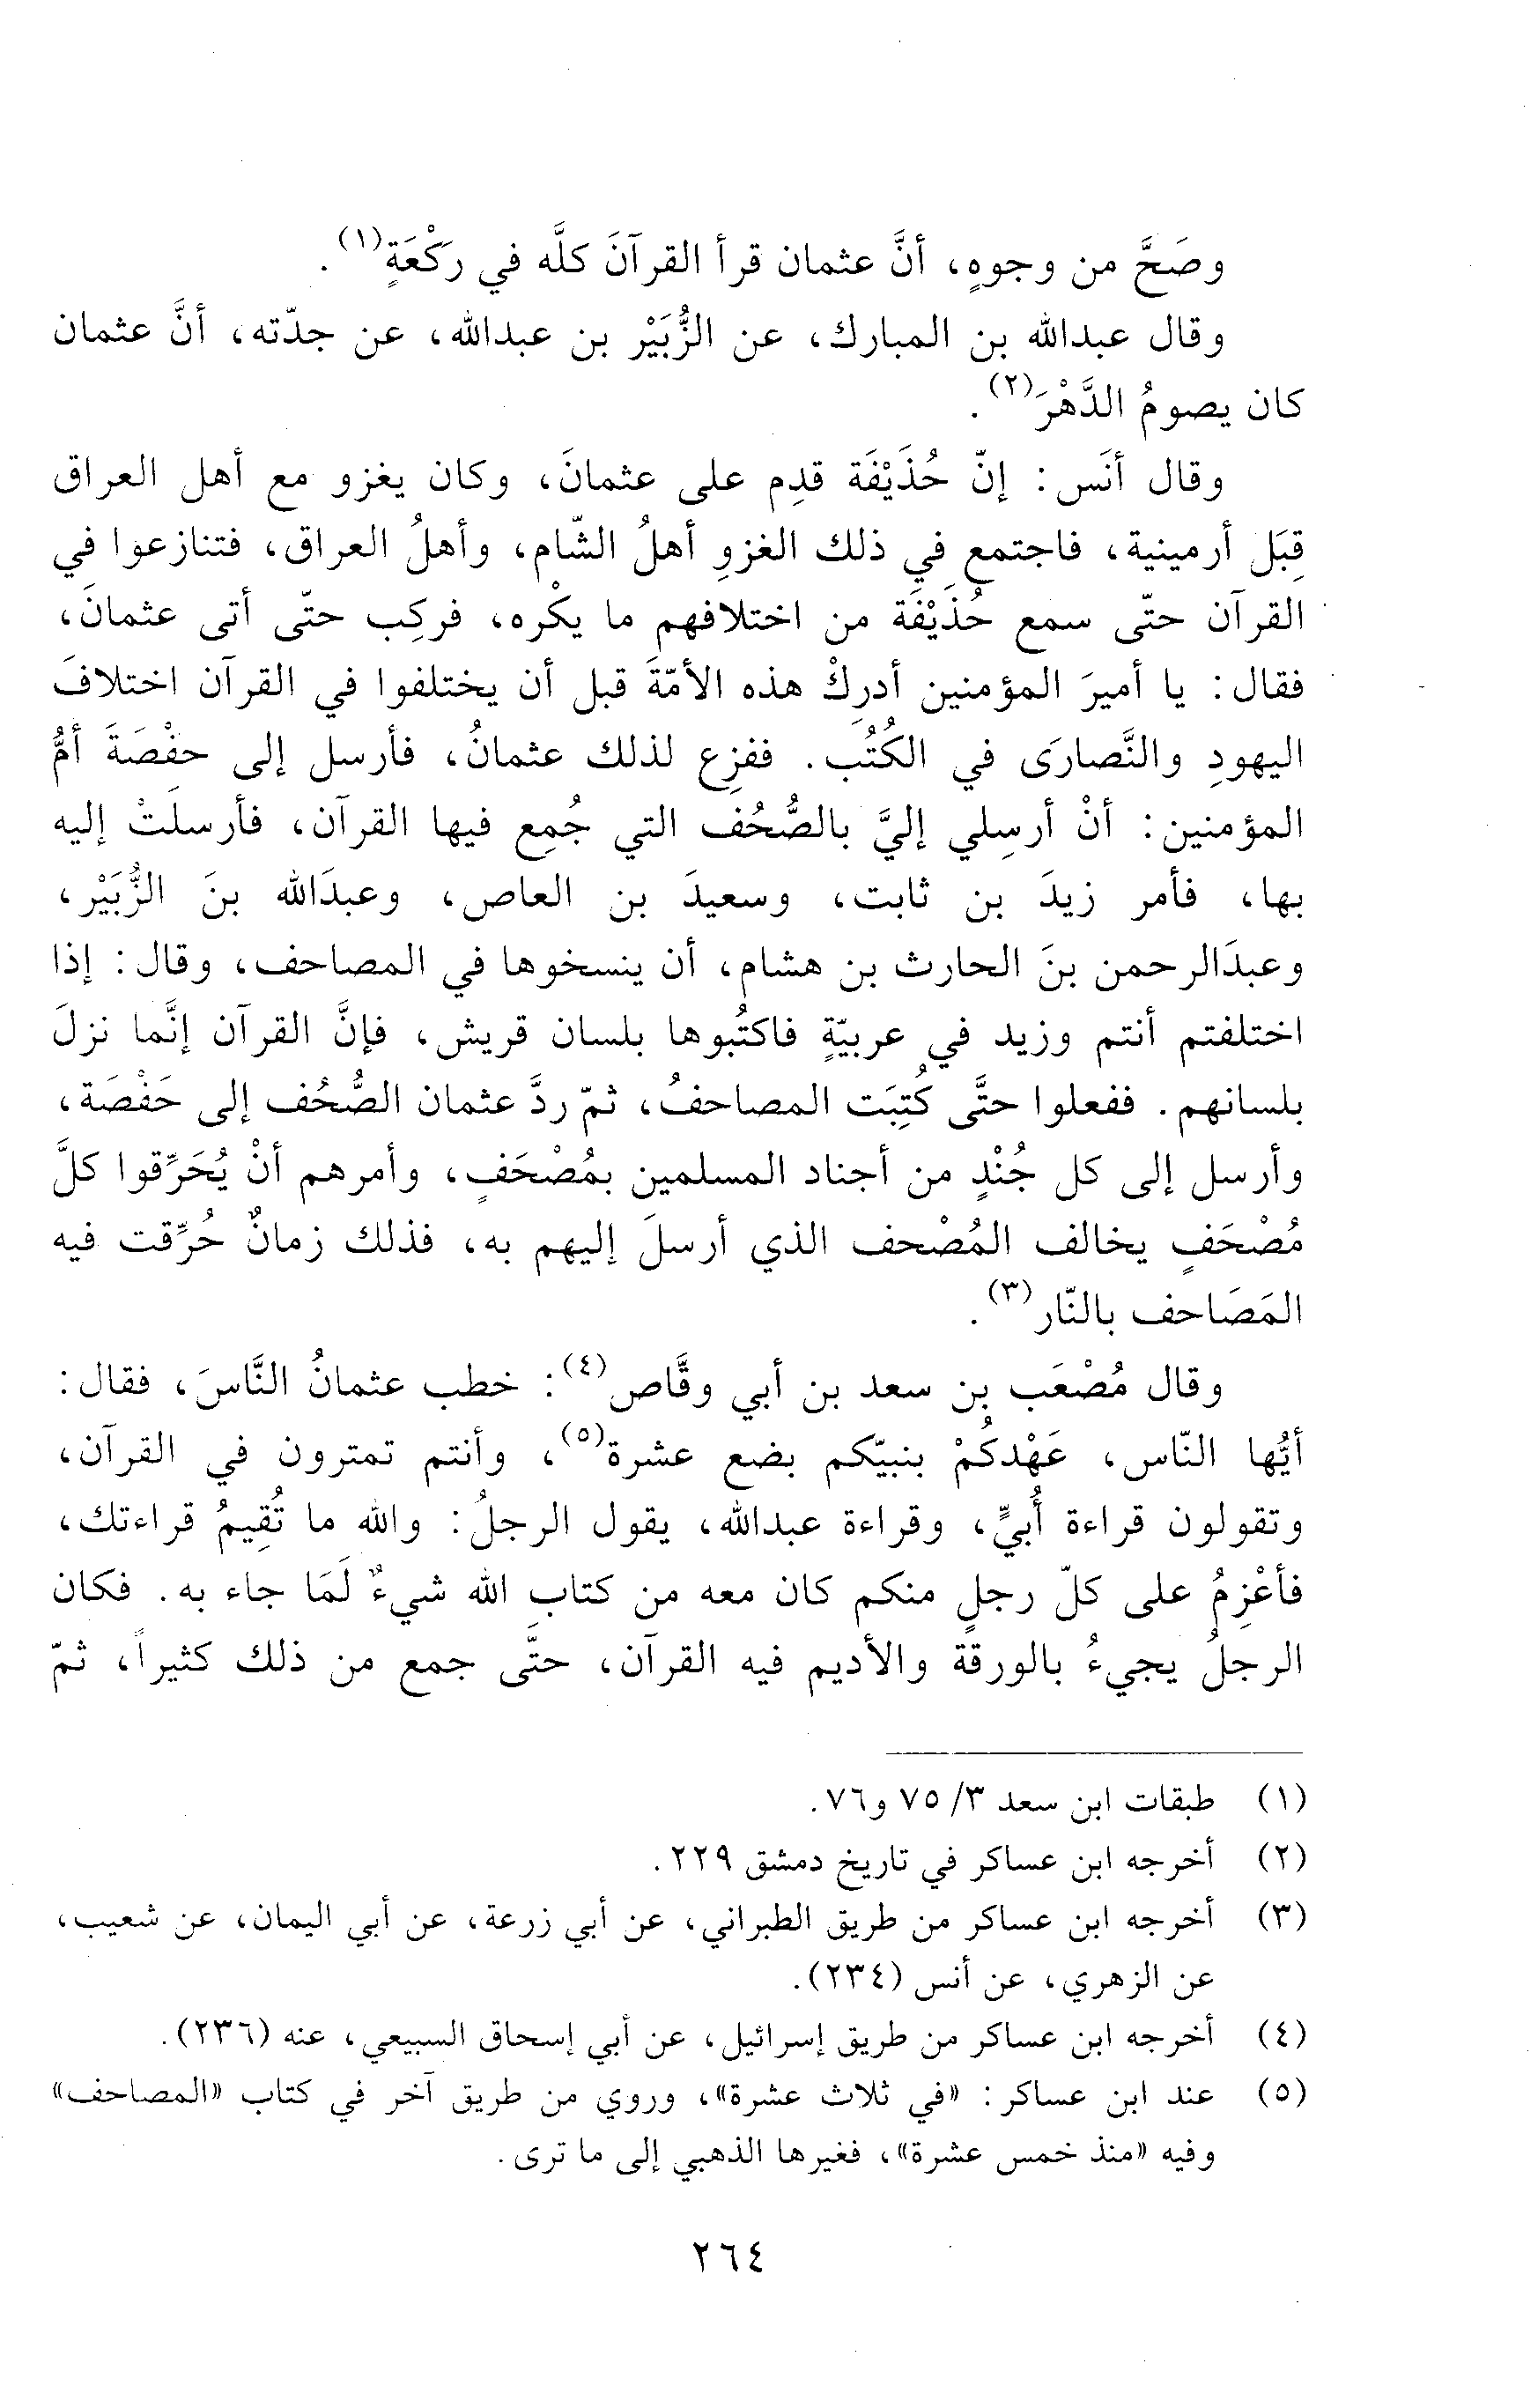 وصَحَّ من وجوهٍ، أنَّ عثمان قرأ القرآنَ كلَّه في رَكْعَةٍ(١).
وقال عبدالله بن المبارك، عن الزُّبَيْر بن عبدالله، عن جدّته، أنَّ عثمان
كان يصومُ الدَّهْرَ(٢).
وقال أنَس: إنّ حُذَيْفَة قدِم على عثمانَ، وكان يغزو مع أهل العراق
قِبَل أرمينية، فاجتمع في ذلك الغزوِ أهلُ الشّام، وأهلُ العراق، فتنازعوا في
القرآن حتّى سمع حُذَيْفَة من اختلافهم ما يكْره، فركِب حتّى أتى عثمانَ،
فقال: يا أميرَ المؤمنين أدرِكْ هذه الأمّةَ قبل أن يختلفوا في القرآن اختلافَ
اليهودِ والنَّصارَى في الكُتُب. ففزِع لذلك عثمانُ، فأرسل إلى حفْصَةَ أمُّ
المؤمنين: أنْ أرسِلي إليَّ بالصُّحُف التي جُمِع فيها القرآن، فأرسلَتْ إليه
بها، فأمر زيدَ بن ثابت، وسعيدَ بن العاص، وعبدَالله بنَ الزُّبَيْر،
وعبدَالرحمن بنَ الحارث بن هشام، أن ينسخوها في المصاحف، وقال: إذا
اختلفتم أنتم وزيد في عربيّةٍ فاكتُبوها بلسان قريش، فإنَّ القرآن إنَّما نزلَ
بلسانهم. ففعلوا حتَّى كُتِبَت المصاحفُ، ثمّ ردَّ عثمان الصُّحُف إلى حَفْصَة،
وأرسل إلى كل جُنْدٍ من أجناد المسلمين بمُصْحَفٍ، وأمرهم أنْ يُحَرِّقوا كلَّ
مُصْحَفٍ يخالف المُصْحف الذي أرسلَ إليهم به، فذلك زمانٌ حُرِّقت فيه
المَصَاحف بالنّار(٣).
وقال مُصْعَب بن سعد بن أبي وقَّاص(٤): خطب عثمانُ النَّاسَ، فقال:
أيُّها النّاس، عَهْدكُمْ بنبيّكم بضع عشرة(٥)، وأنتم تمترون في القرآن،
وتقولون قراءة أُبيٍّ، وقراءة عبدالله، يقول الرجلُ: والله ما تُقِيمُ قراءتك،
فأعْزِمُ على كلّ رجلٍ منكم كان معه من كتابِ الله شيءٌ لَمَا جاء به. فكان
الرجلُ يجيءُ بالورقة والأديم فيه القرآن، حتَّى جمع من ذلك كثيراً، ثمّ
(١) طبقات ابن سعد ٣/ ٧٥ و٧٦.
(٢) أخرجه ابن عساكر في تاريخ دمشق ٢٢٩.
(٣) أخرجه ابن عساكر من طريق الطبراني، عن أبي زرعة، عن أبي اليمان، عن شعيب،
عن الزهري، عن أنس (٢٣٤).
(٤) أخرجه ابن عساكر من طريق إسرائيل، عن أبي إسحاق السبيعي، عنه (٢٣٦).
(٥) عند ابن عساكر: «في ثلاث عشرة»، وروي من طريق آخر في كتاب «المصاحف»
وفيه «منذ خمس عشرة»، فغيرها الذهبي إلى ما ترى.
٢٦٤